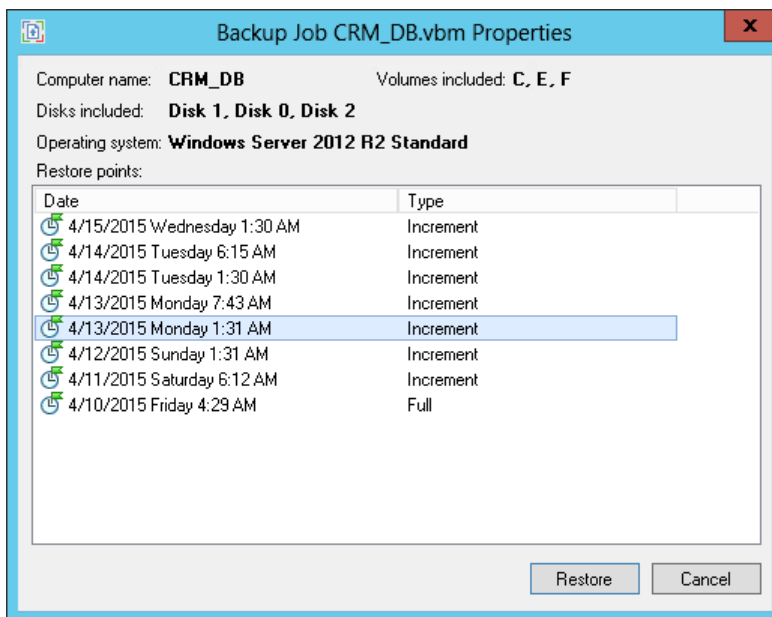 Backup Job CRM_DB.vbm Properties
x
Computer name: CRM_DB Volumes included: C, E, F
Disks included: Disk 1, Disk 0, Disk 2
Operating system: Windows Server 2012 R2 Standard
Restore points:
Date Type
4/15/2015 Wednesday 1:30 AM Increment
4/14/2015 Tuesday 6:15 AM Increment
4/14/2015 Tuesday 1:30 AM Increment
4/13/2015 Monday 7:43 AM Increment
4/13/2015 Monday 1:31 AM Increment
4/12/2015 Sunday 1:31 AM Increment
4/11/2015 Saturday 6:12 AM Increment
4/10/2015 Friday 4:29 AM Full
Restore Cancel